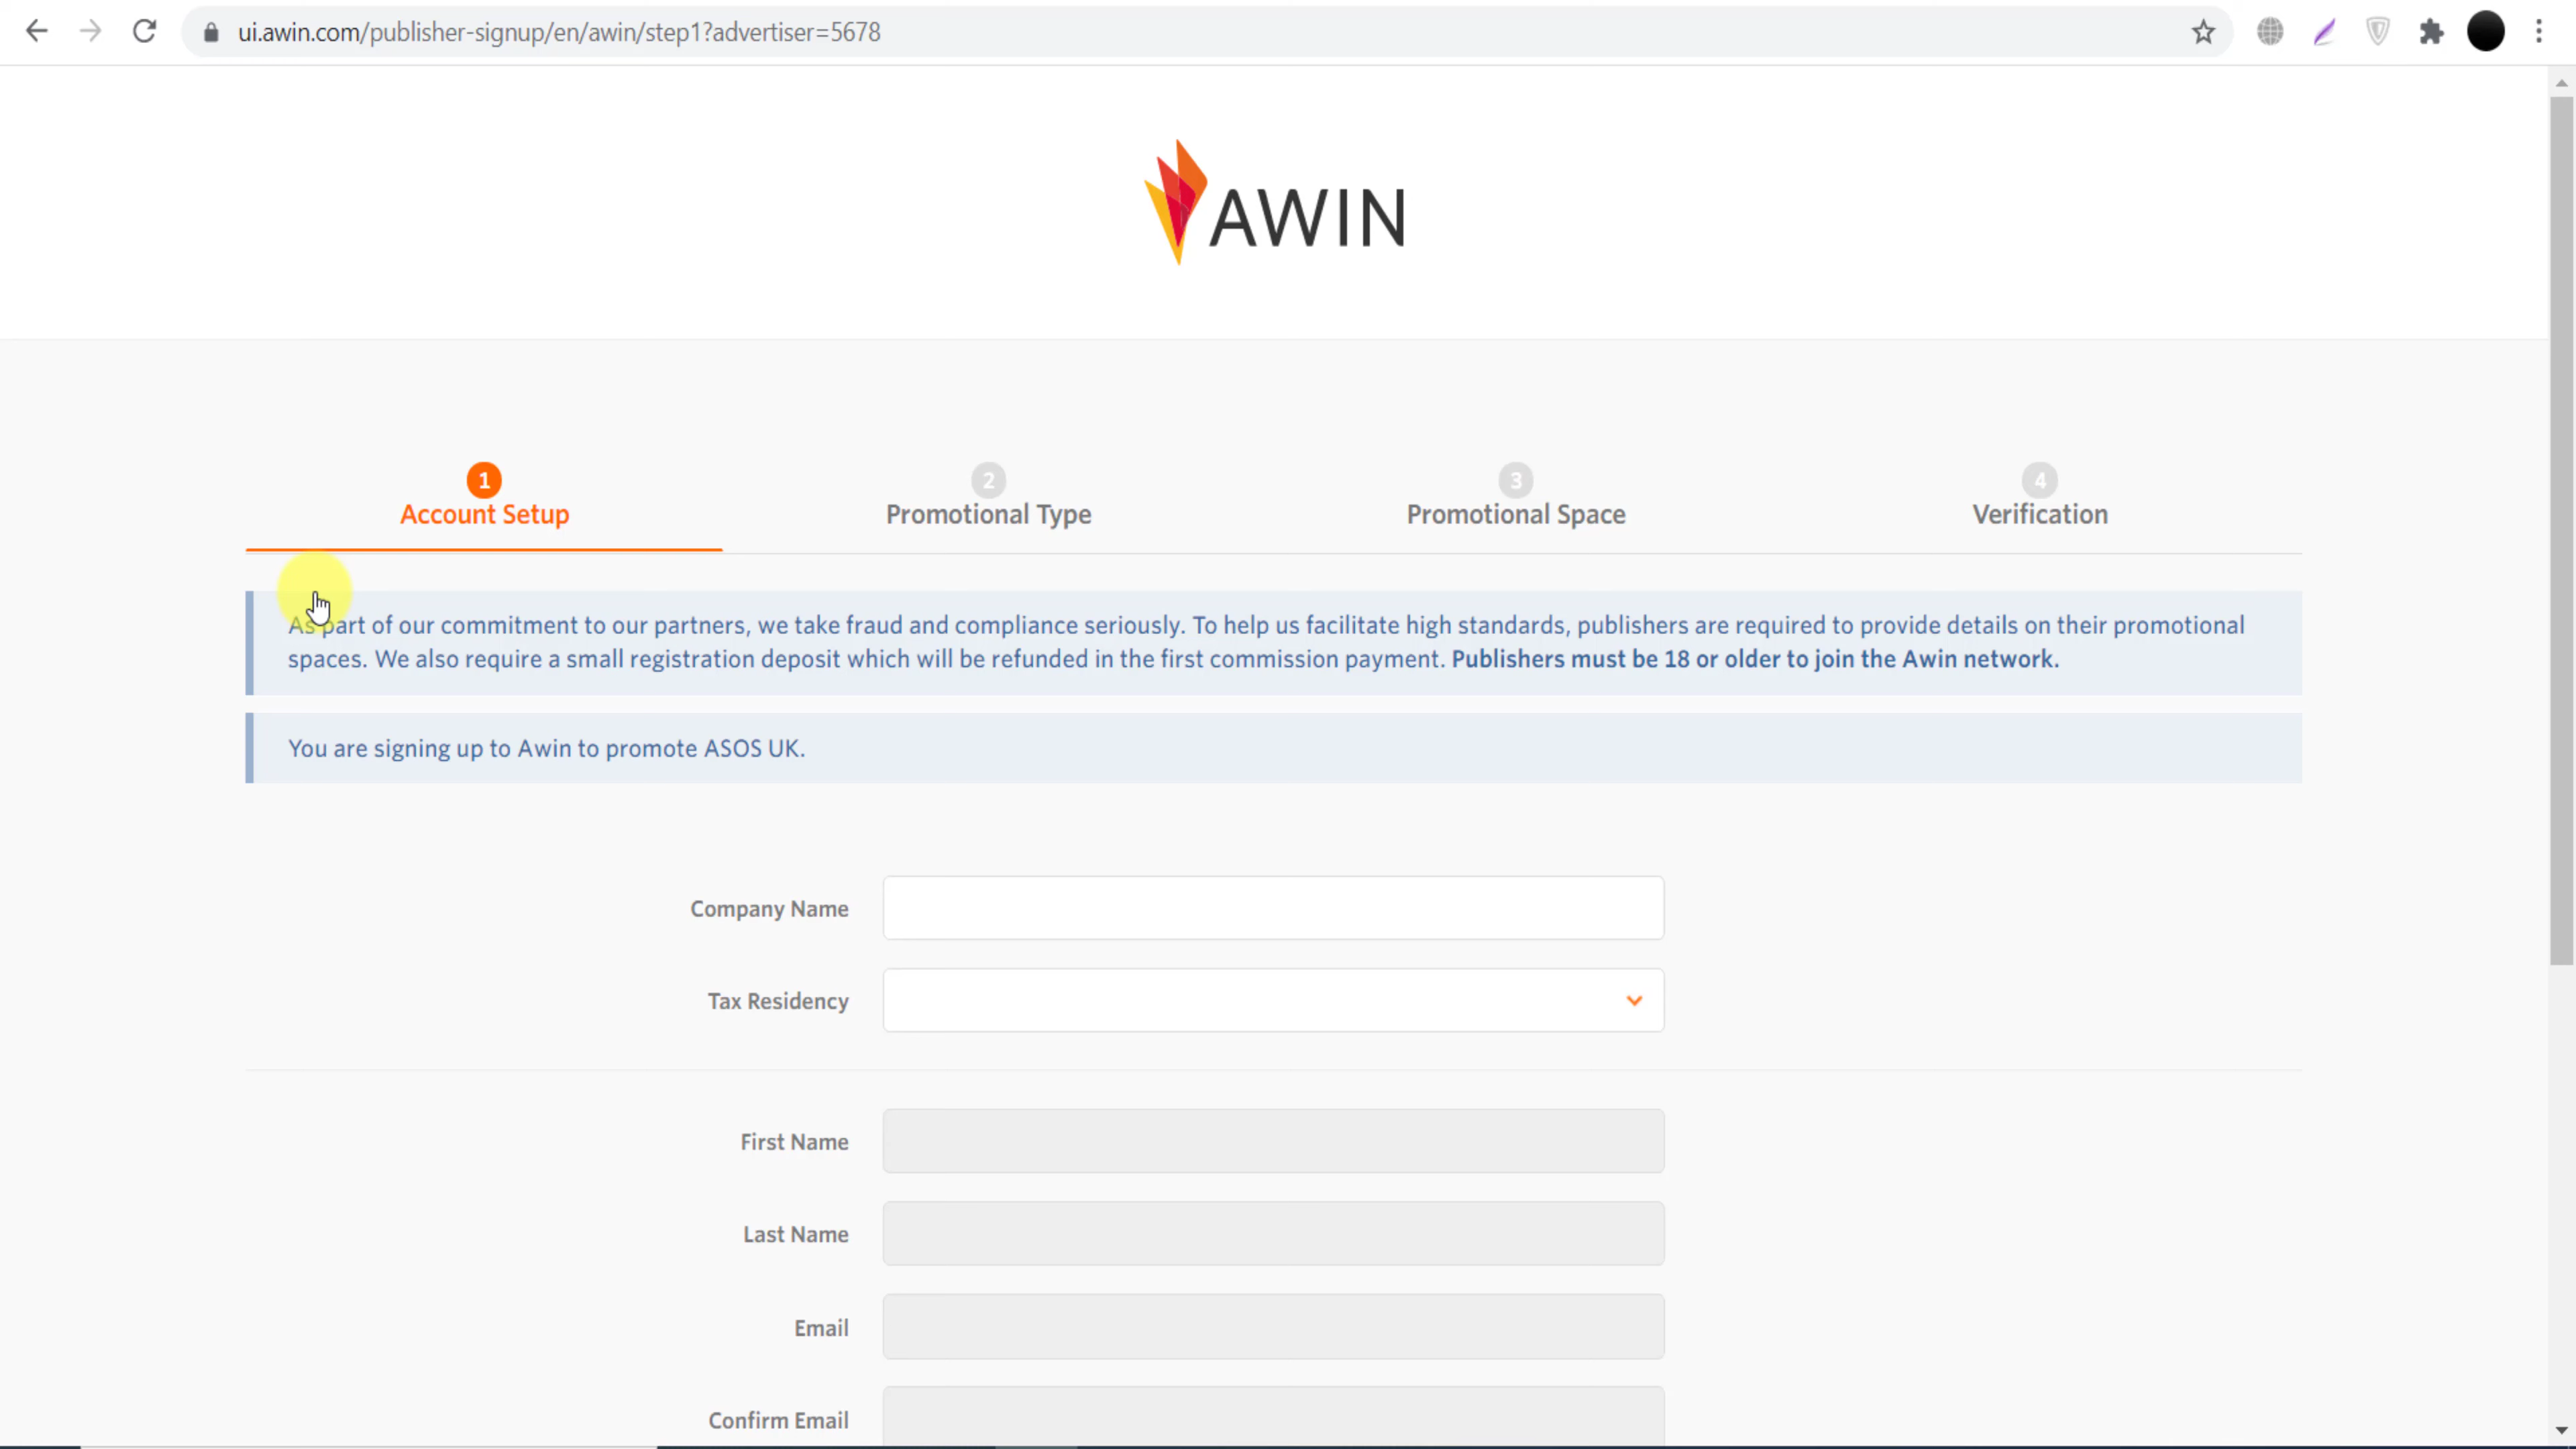 ui.awin.com/publisher-signup/en/awin/step1?advertiser=5678
AWIN
1
Account Setup
2
Promotional Type
3
Promotional Space
4
Verification
As part of our commitment to our partners, we take fraud and compliance seriously. To help us facilitate high standards, publishers are required to provide details on their promotional
spaces. We also require a small registration deposit which will be refunded in the first commission payment. Publishers must be 18 or older to join the Awin network.
You are signing up to Awin to promote ASOS UK.
Company Name
Tax Residency
First Name
Last Name
Email
Confirm Email